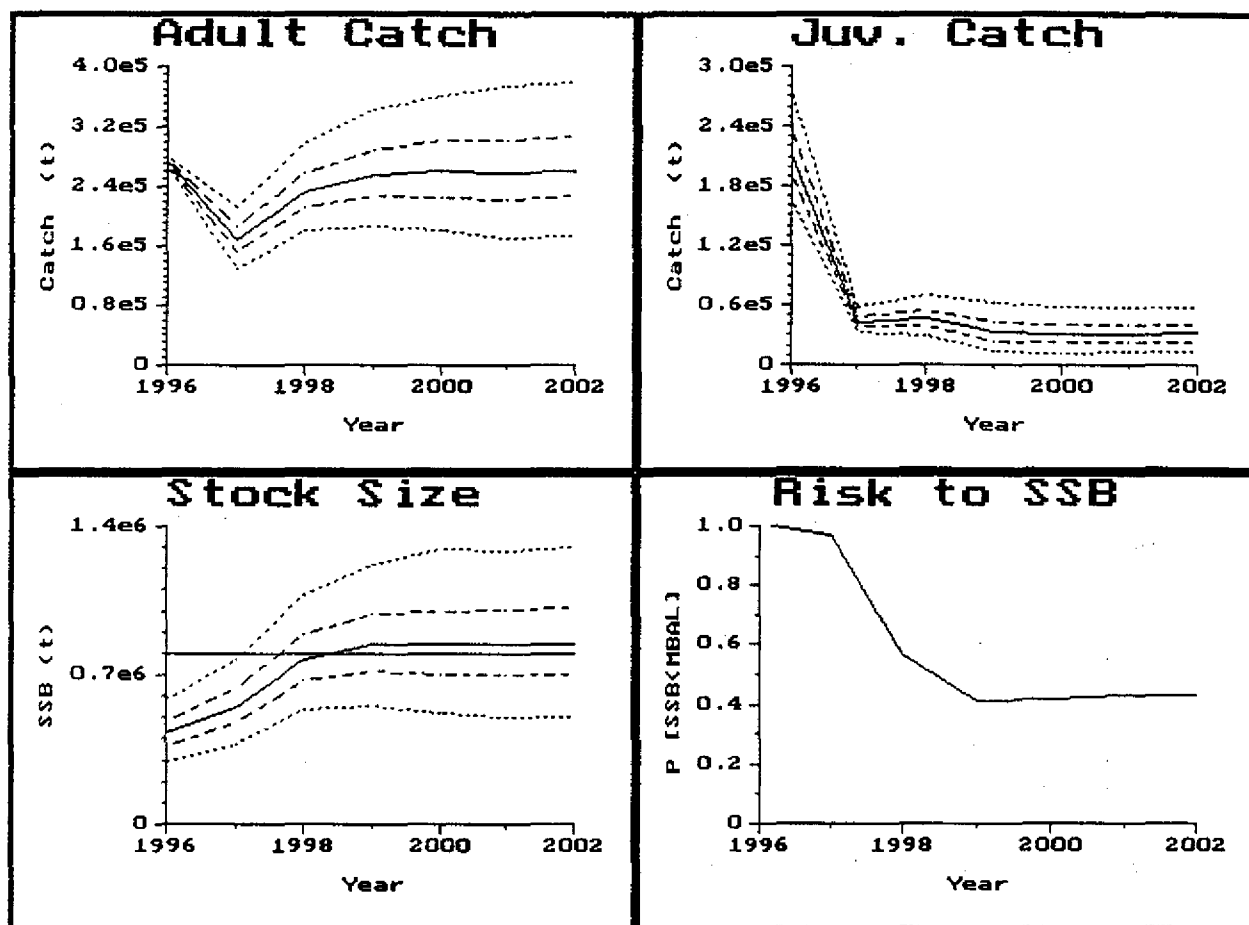 Adult Catch
4.0e5
3.2e5
2.4e5
1.6e5
0.8e5
0
Catch (t)
1996 1998 2000 2002
Year
Juv. Catch
3.0e5
2.4e5
1.8e5
1.2e5
0.6e5
0
Catch (t)
1996 1998 2000 2002
Year
Stock Size
1.4e6
0.7e6
0
SSB (t)
1996 1998 2000 2002
Year
Risk to SSB
1.0
0.8
0.6
0.4
0.2
0
P [SSB<MBAL]
1996 1998 2000 2002
Year